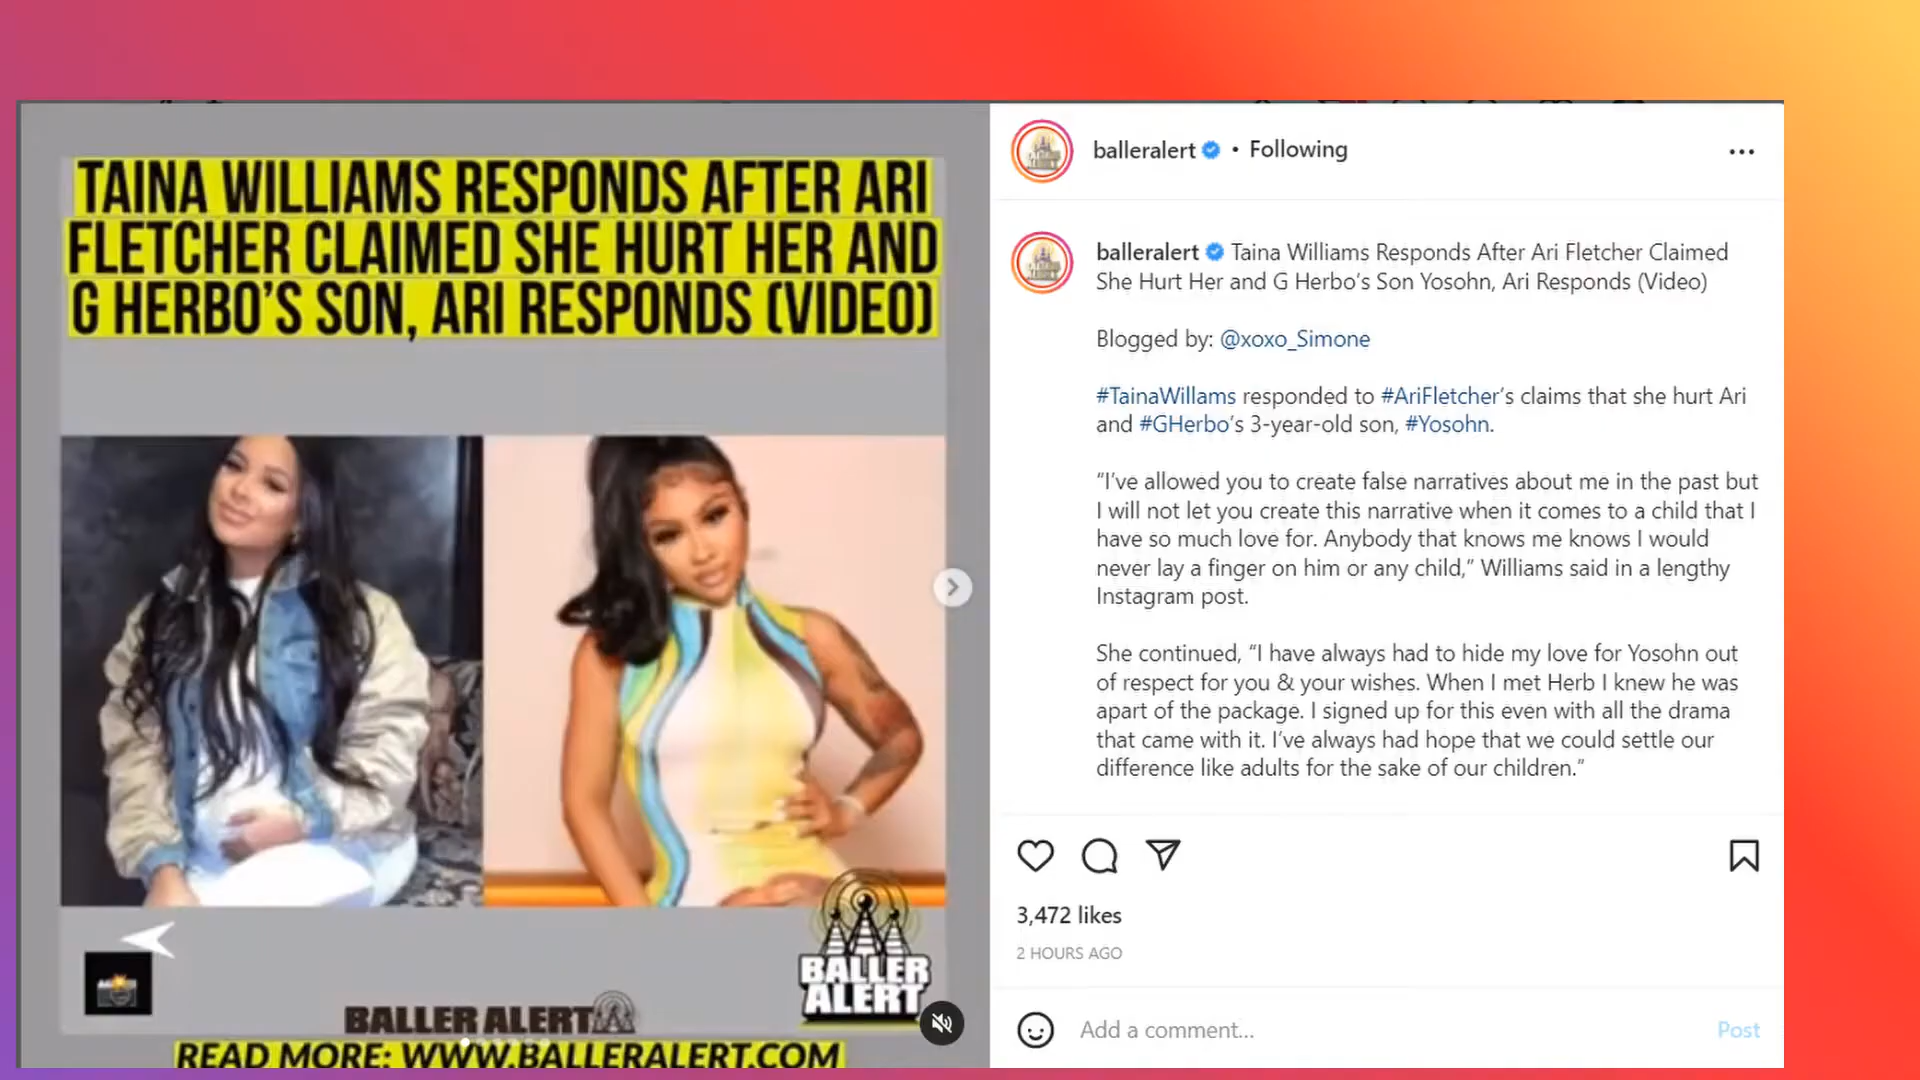 TAINA WILLIAMS RESPONDS AFTER ARI
FLETCHER CLAIMED SHE HURT HER AND
G HERBO'S SON, ARI RESPONDS (VIDEO)
BALLER
ALERT
BALLER ALERT
READ MORE: WWW.BALLERALERT.COM
balleralert • Following
balleralert Taina Williams Responds After Ari Fletcher Claimed
She Hurt Her and G Herbo’s Son Yosohn, Ari Responds (Video)
Blogged by: @xoxo_Simone
#TainaWillams responded to #AriFletcher’s claims that she hurt Ari
and #GHerbo’s 3-year-old son, #Yosohn.
“I’ve allowed you to create false narratives about me in the past but
I will not let you create this narrative when it comes to a child that I
have so much love for. Anybody that knows me knows I would
never lay a finger on him or any child,” Williams said in a lengthy
Instagram post.
She continued, “I have always had to hide my love for Yosohn out
of respect for you & your wishes. When I met Herb I knew he was
apart of the package. I signed up for this even with all the drama
that came with it. I’ve always had hope that we could settle our
difference like adults for the sake of our children.”
3,472 likes
2 HOURS AGO
Add a comment...
Post